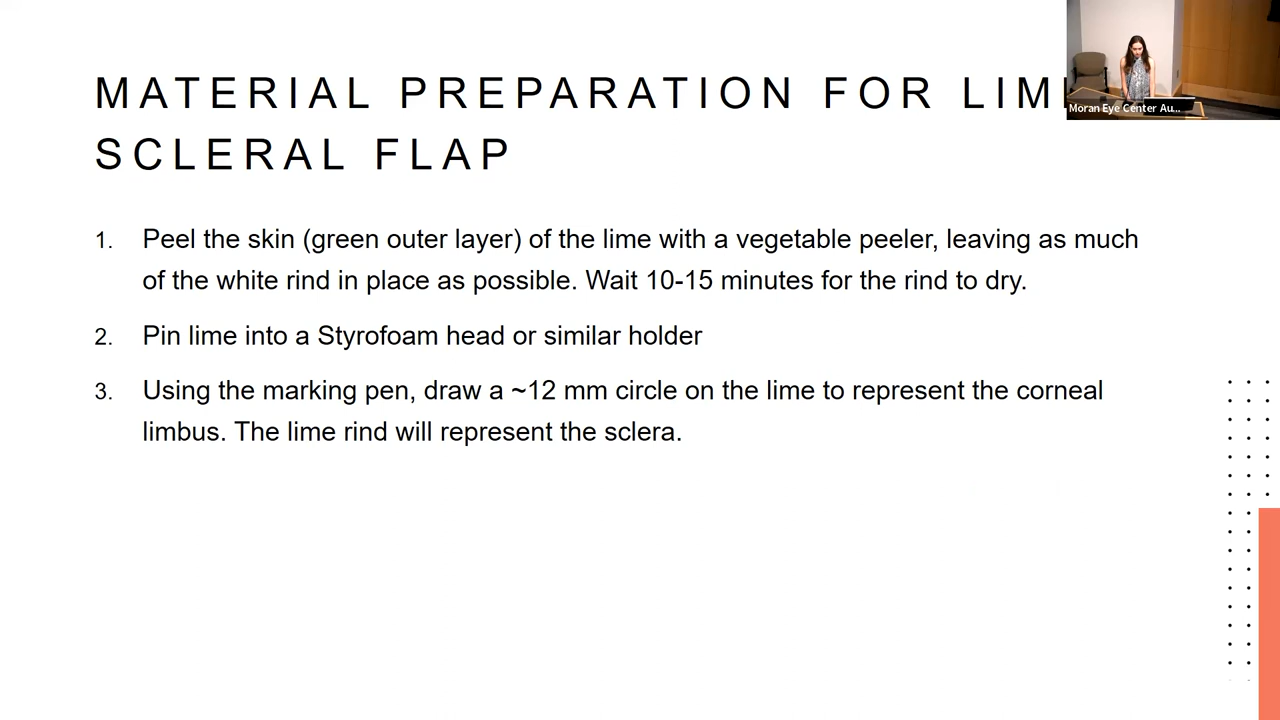 MATERIAL PREPARATION FOR LIM
SCLERAL FLAP
1. Peel the skin (green outer layer) of the lime with a vegetable peeler, leaving as much
of the white rind in place as possible. Wait 10-15 minutes for the rind to dry.
2. Pin lime into a Styrofoam head or similar holder
3. Using the marking pen, draw a ~12 mm circle on the lime to represent the corneal
limbus. The lime rind will represent the sclera.
Moran Eye Center Au...